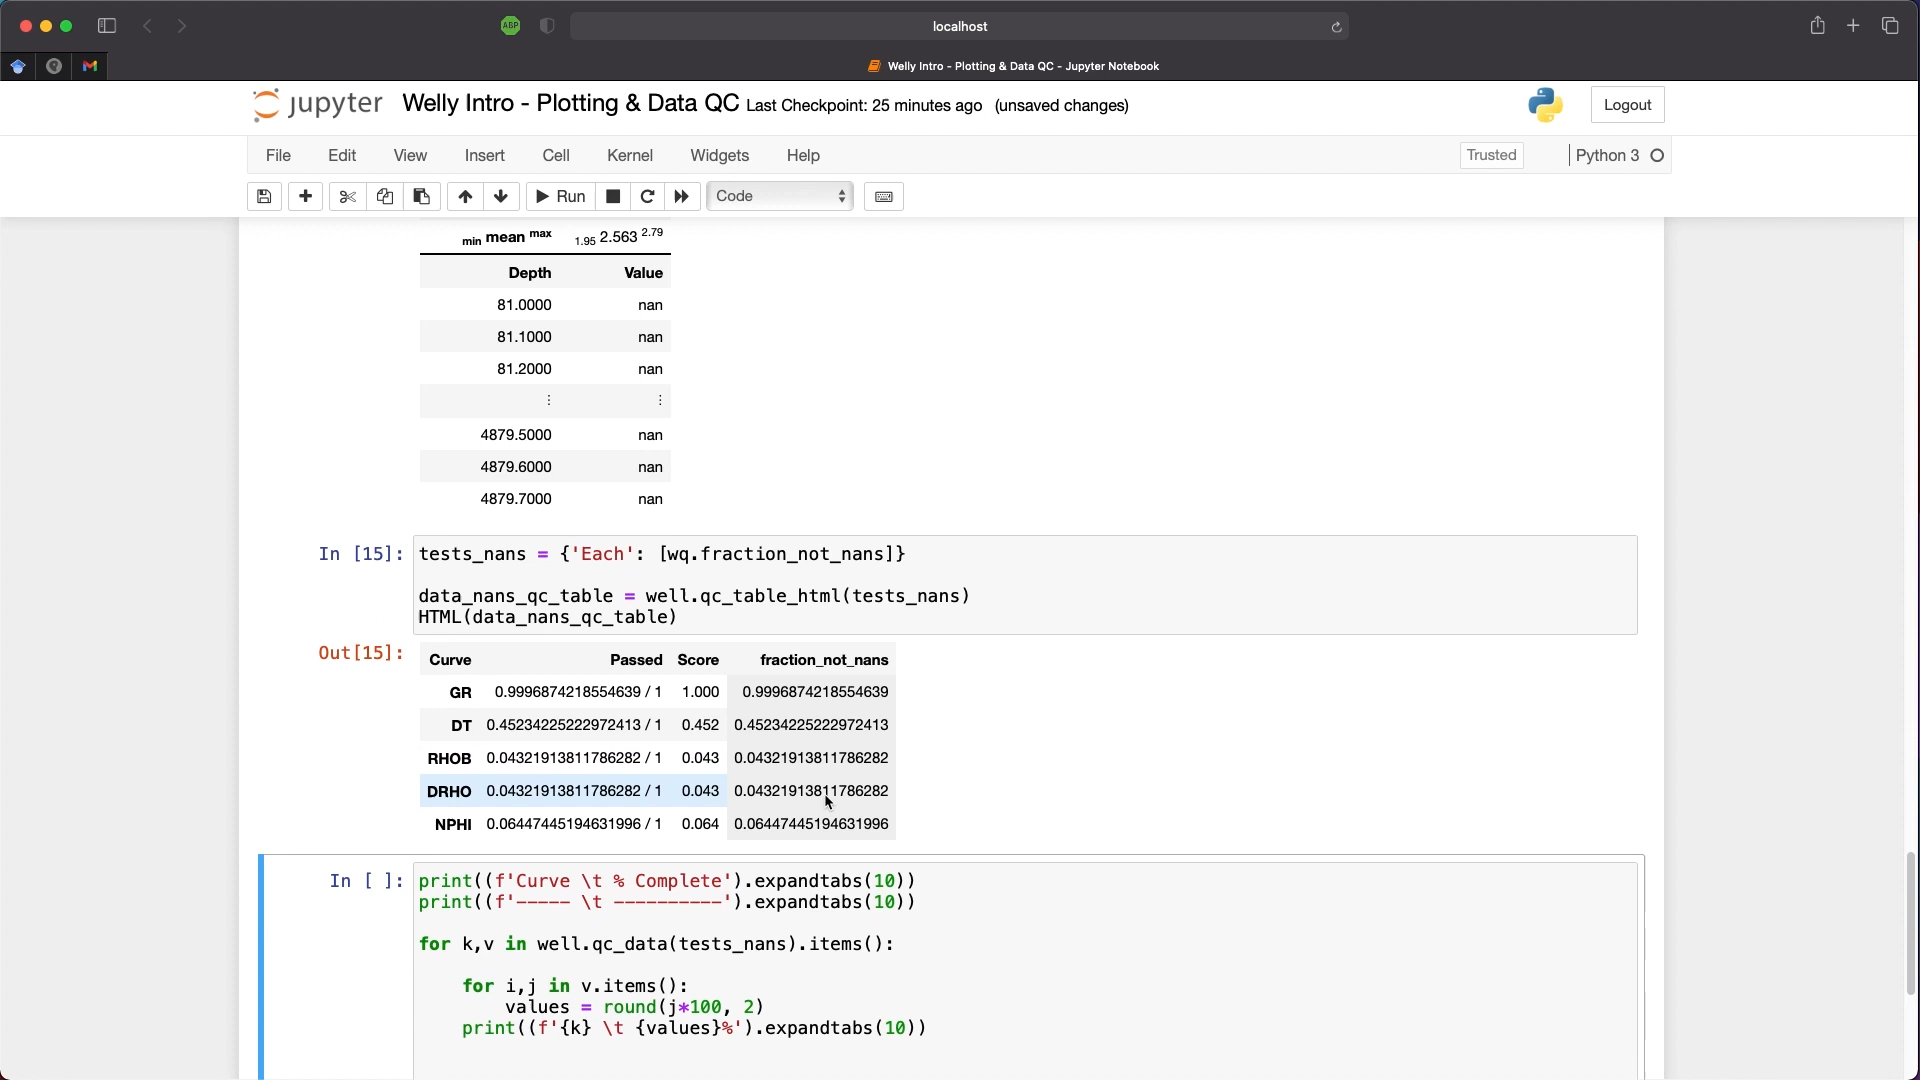 ABP
localhost
Welly Intro - Plotting & Data QC - Jupyter Notebook
jupyter Welly Intro - Plotting & Data QC Last Checkpoint: 25 minutes ago (unsaved changes)
Logout
File Edit View Insert Cell Kernel Widgets Help
Trusted Python 3
Run Code
min mean max 1.95 2.563 2.79
Depth Value
81.0000 nan
81.1000 nan
81.2000 nan
⋮ ⋮
4879.5000 nan
4879.6000 nan
4879.7000 nan
In [15]: tests_nans = {'Each': [wq.fraction_not_nans]}
data_nans_qc_table = well.qc_table_html(tests_nans)
HTML(data_nans_qc_table)
Out[15]: Curve Passed Score fraction_not_nans
GR 0.9996874218554639 / 1 1.000 0.9996874218554639
DT 0.45234225222972413 / 1 0.452 0.45234225222972413
RHOB 0.04321913811786282 / 1 0.043 0.04321913811786282
DRHO 0.04321913811786282 / 1 0.043 0.04321913811786282
NPHI 0.06447445194631996 / 1 0.064 0.06447445194631996
In [ ]: print((f'Curve \t % Complete').expandtabs(10))
print((f'----- \t ----------').expandtabs(10))
for k,v in well.qc_data(tests_nans).items():
for i,j in v.items():
values = round(j*100, 2)
print((f'{k} \t {values}%').expandtabs(10))